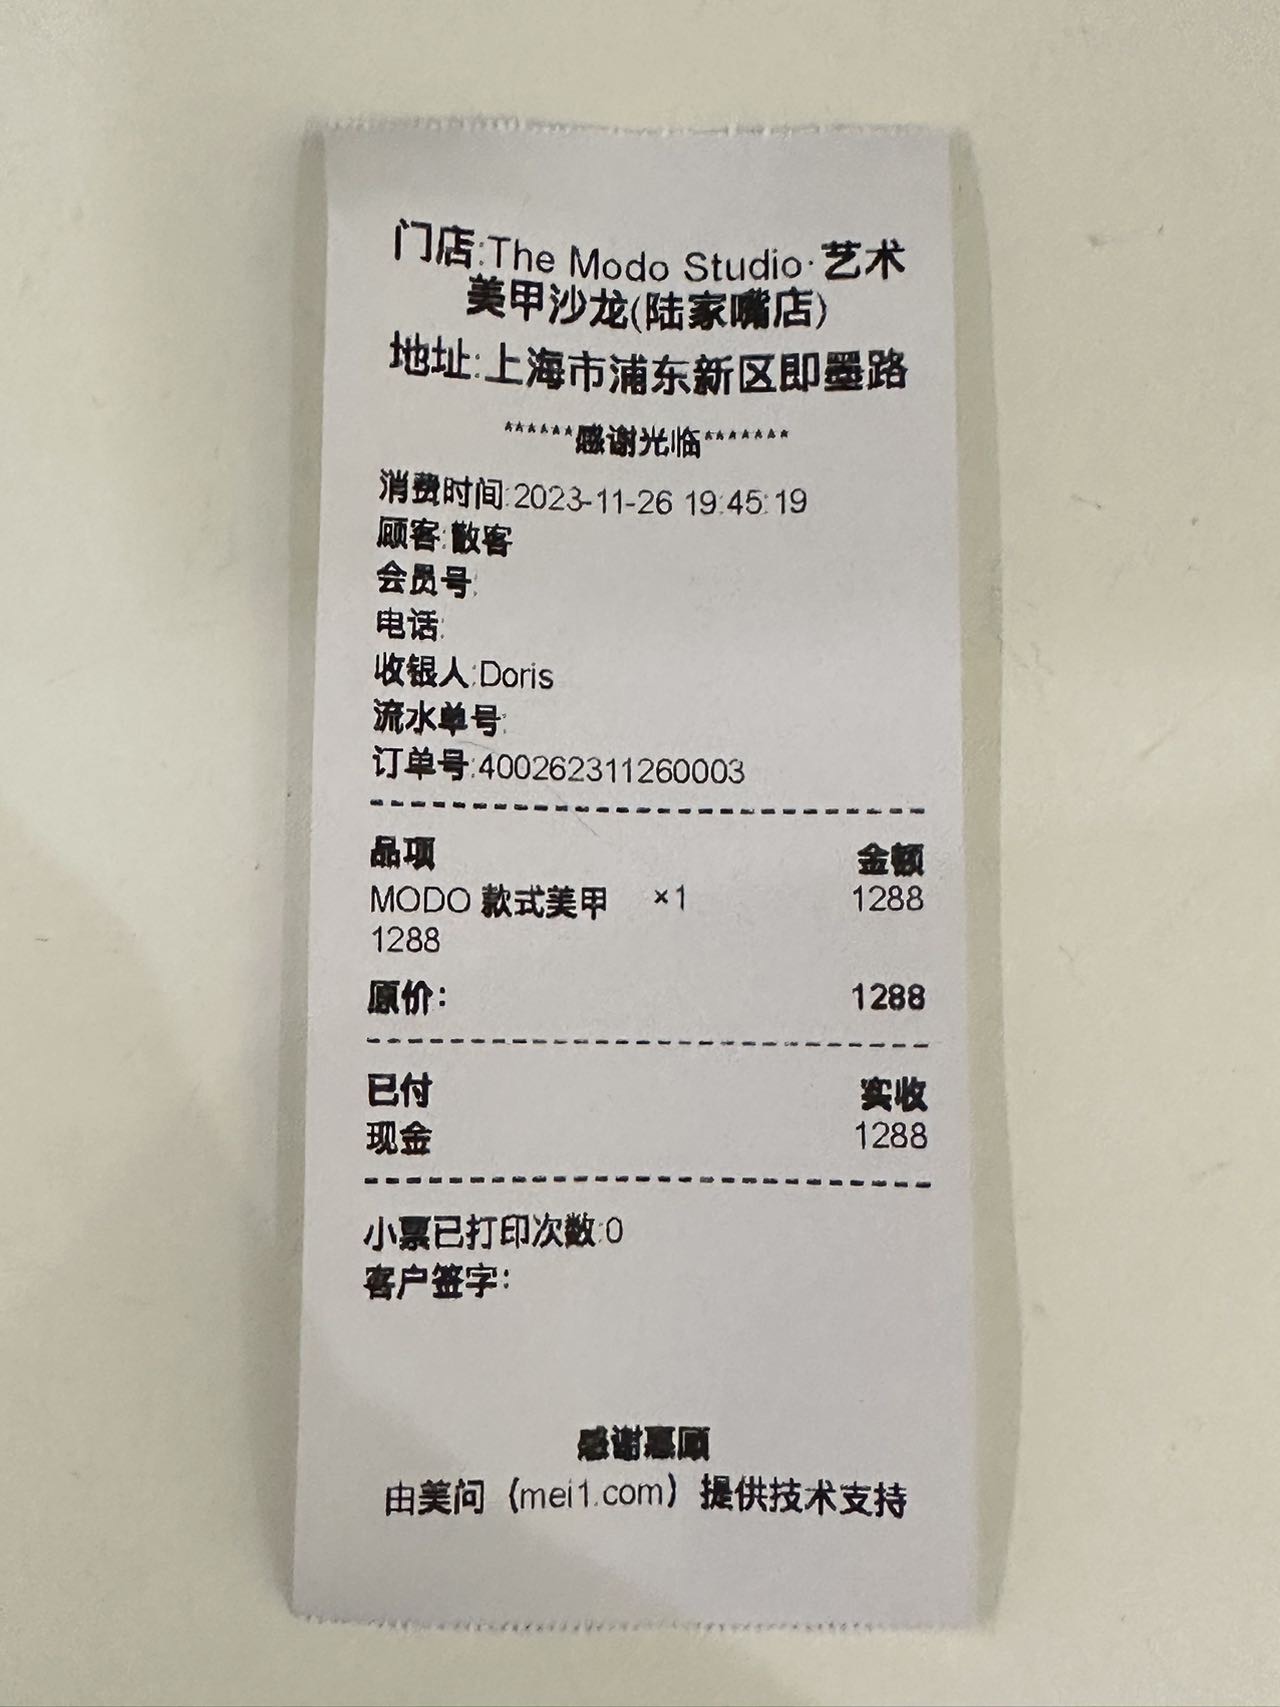 门店:The Modo Studio·艺术
美甲沙龙(陆家嘴店)
地址:上海市浦东新区即墨路
******感谢光临*******
消费时间:2023-11-26 19:45:19
顾客:散客
会员号:
电话:
收银人:Doris
流水单号:
订单号:400262311260003
品项 金额
MODO 款式美甲 ×1 1288
1288
原价: 1288
已付 实收
现金 1288
小票已打印次数:0
客户签字:
感谢惠顾
由美问（mei1.com）提供技术支持